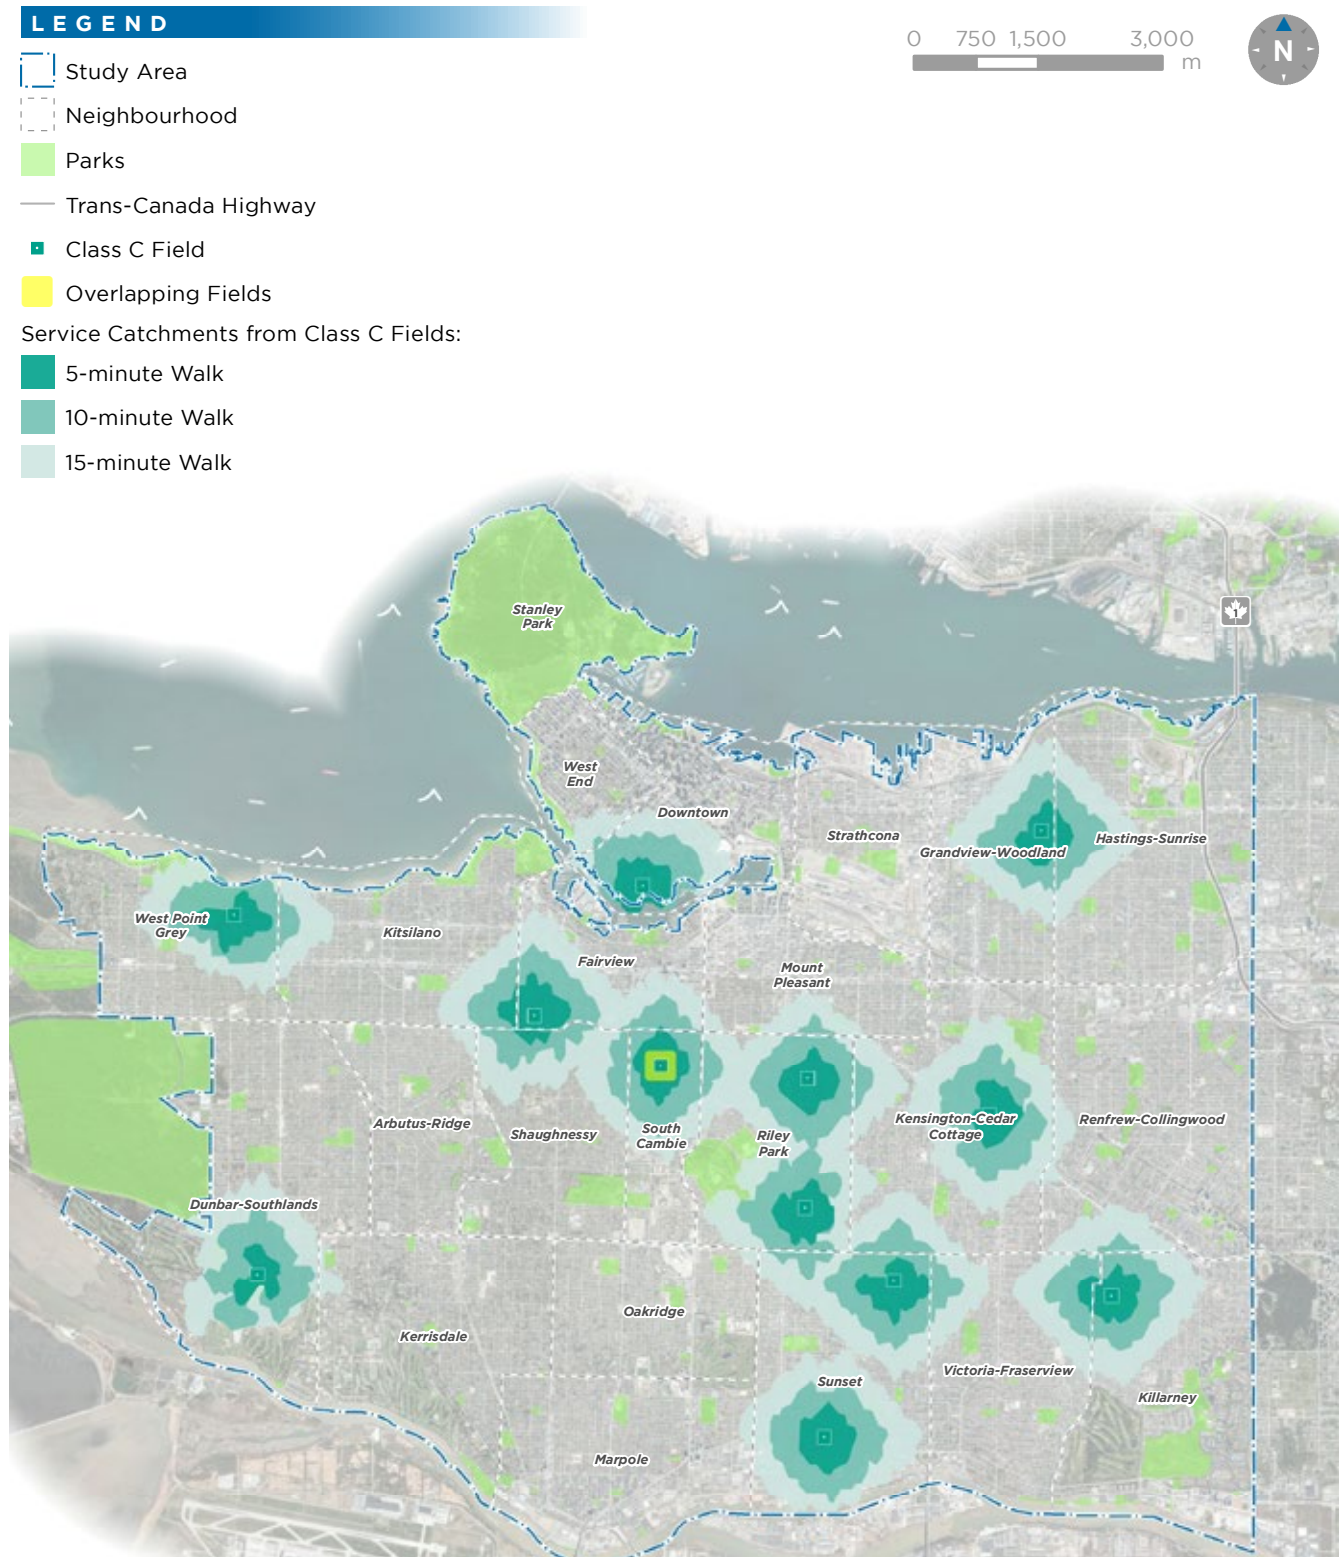 LEGEND
0 750 1,500 3,000
m
N
Study Area
Neighbourhood
Parks
Trans-Canada Highway
Class C Field
Overlapping Fields
Service Catchments from Class C Fields:
5-minute Walk
10-minute Walk
15-minute Walk
Stanley
Park
1
West
End
Downtown
Strathcona
Grandview-Woodland
Hastings-Sunrise
West Point
Grey
Kitsilano
Fairview
Mount
Pleasant
Arbutus-Ridge
Shaughnessy
South
Cambie
Riley
Park
Kensington-Cedar
Cottage
Renfrew-Collingwood
Dunbar-Southlands
Oakridge
Kerrisdale
Victoria-Fraserview
Sunset
Killarney
Marpole